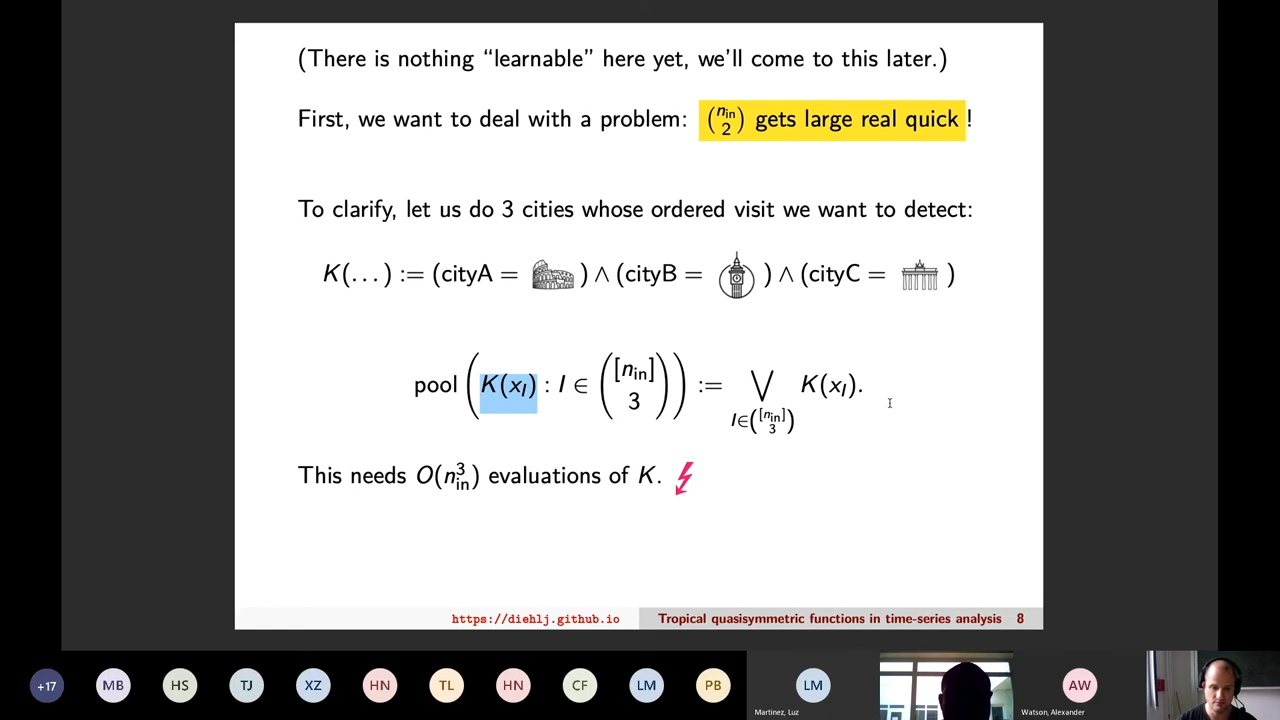 (There is nothing “learnable” here yet, we’ll come to this later.)
First, we want to deal with a problem: (n_in 2) gets large real quick !
To clarify, let us do 3 cities whose ordered visit we want to detect:
K(. . .) := (cityA = ) ∧ (cityB = ) ∧ (cityC = )
pool ( K(x_I) : I ∈ ([n_in] 3) ) := ⋁_{I∈([n_in] 3)} K(x_I).
This needs O(n_in^3) evaluations of K.
https://diehlj.github.io Tropical quasisymmetric functions in time-series analysis 8
+17 MB HS TJ XZ HN TL HN CF LM PB LM AW
Martinez, Luz Watson, Alexander